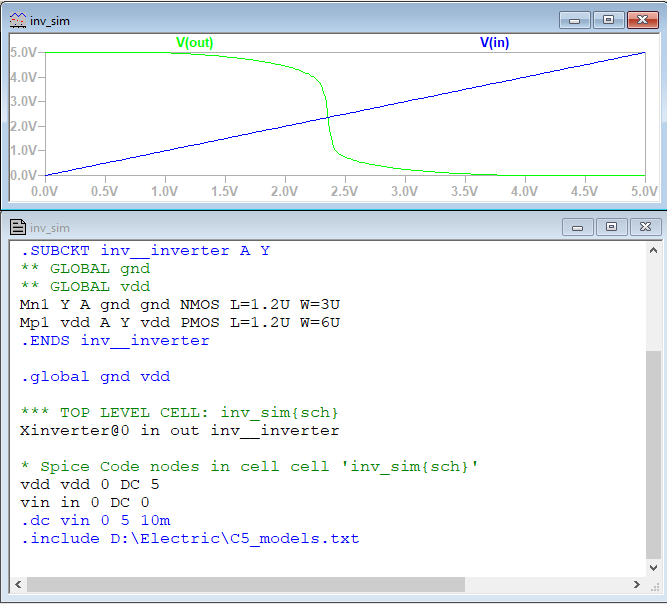 inv_sim
V(out) V(in)
5.0V
4.0V
3.0V
2.0V
1.0V
0.0V
0.0V 0.5V 1.0V 1.5V 2.0V 2.5V 3.0V 3.5V 4.0V 4.5V 5.0V
inv_sim
.SUBCKT inv__inverter A Y
** GLOBAL gnd
** GLOBAL vdd
Mn1 Y A gnd gnd NMOS L=1.2U W=3U
Mp1 vdd A Y vdd PMOS L=1.2U W=6U
.ENDS inv__inverter
.global gnd vdd
*** TOP LEVEL CELL: inv_sim{sch}
Xinverter@0 in out inv__inverter
* Spice Code nodes in cell cell 'inv_sim{sch}'
vdd vdd 0 DC 5
vin in 0 DC 0
.dc vin 0 5 10m
.include D:\Electric\C5_models.txt